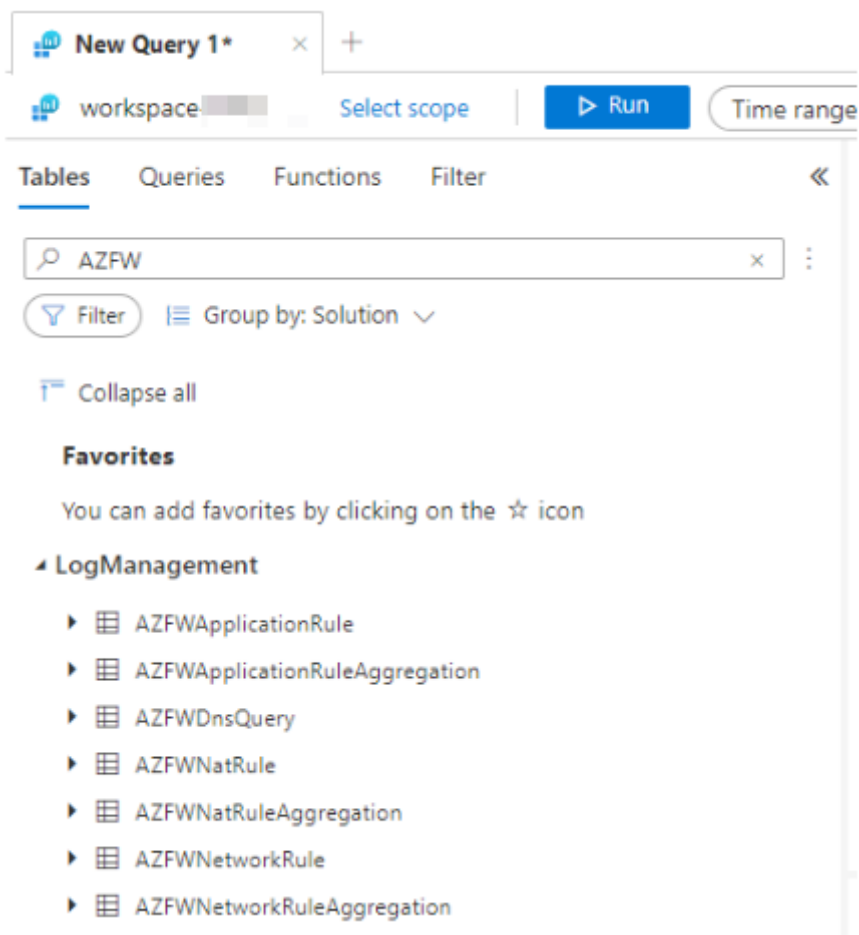 New Query 1*
workspace Select scope Run Time range
Tables Queries Functions Filter
AZFW
Filter Group by: Solution
Collapse all
Favorites
You can add favorites by clicking on the ☆ icon
LogManagement
AZFWApplicationRule
AZFWApplicationRuleAggregation
AZFWDnsQuery
AZFWNatRule
AZFWNatRuleAggregation
AZFWNetworkRule
AZFWNetworkRuleAggregation